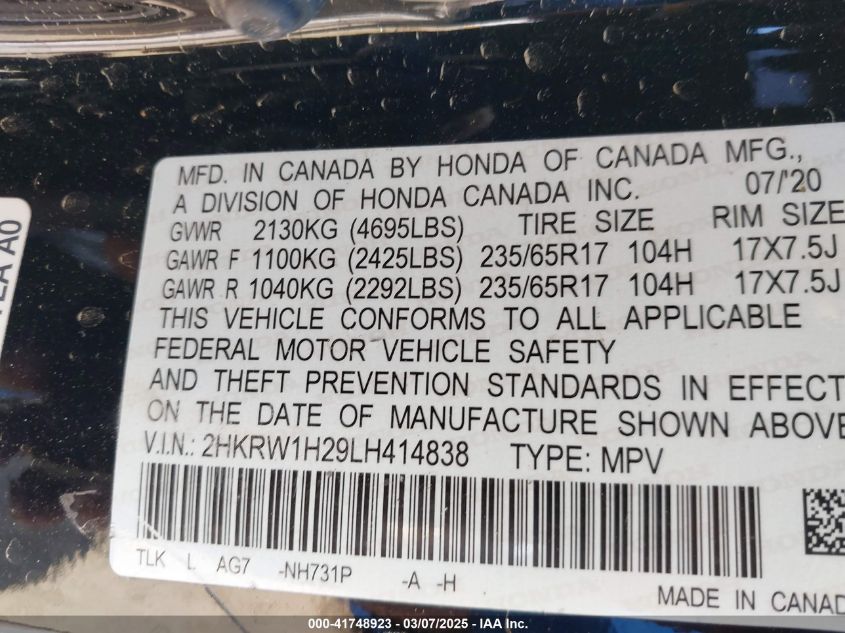 MFD. IN CANADA BY HONDA OF CANADA MFG.,
A DIVISION OF HONDA CANADA INC. 07/'20
GVWR 2130KG (4695LBS) TIRE SIZE RIM SIZE
GAWR F 1100KG (2425LBS) 235/65R17 104H 17X7.5J
GAWR R 1040KG (2292LBS) 235/65R17 104H 17X7.5J
THIS VEHICLE CONFORMS TO ALL APPLICABLE
FEDERAL MOTOR VEHICLE SAFETY
AND THEFT PREVENTION STANDARDS IN EFFECT
ON THE DATE OF MANUFACTURE SHOWN ABOVE
V.I.N.: 2HKRW1H29LH414838 TYPE: MPV
TLK L AG7 -NH731P -A -H
MADE IN CANAD
A0
000-41748923 - 03/07/2025 - IAA Inc.